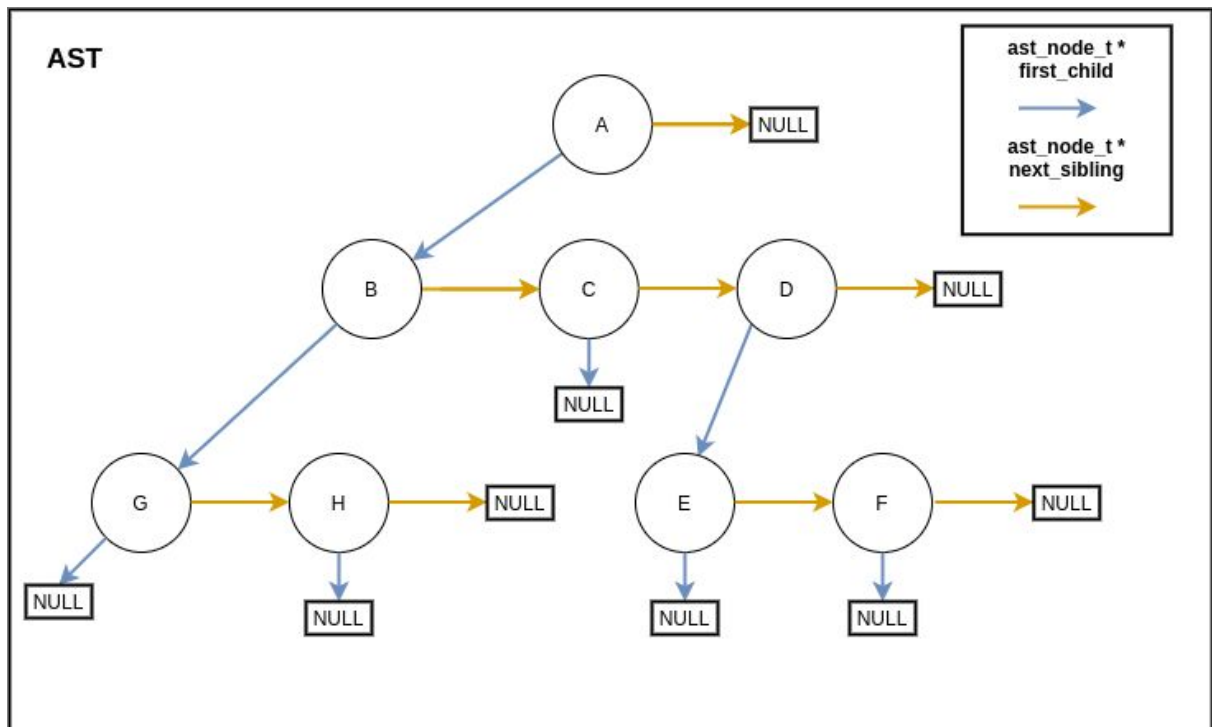 AST
ast_node_t *
first_child
ast_node_t *
next_sibling
A
NULL
B
C
D
NULL
NULL
G
H
NULL
E
F
NULL
NULL
NULL
NULL
NULL